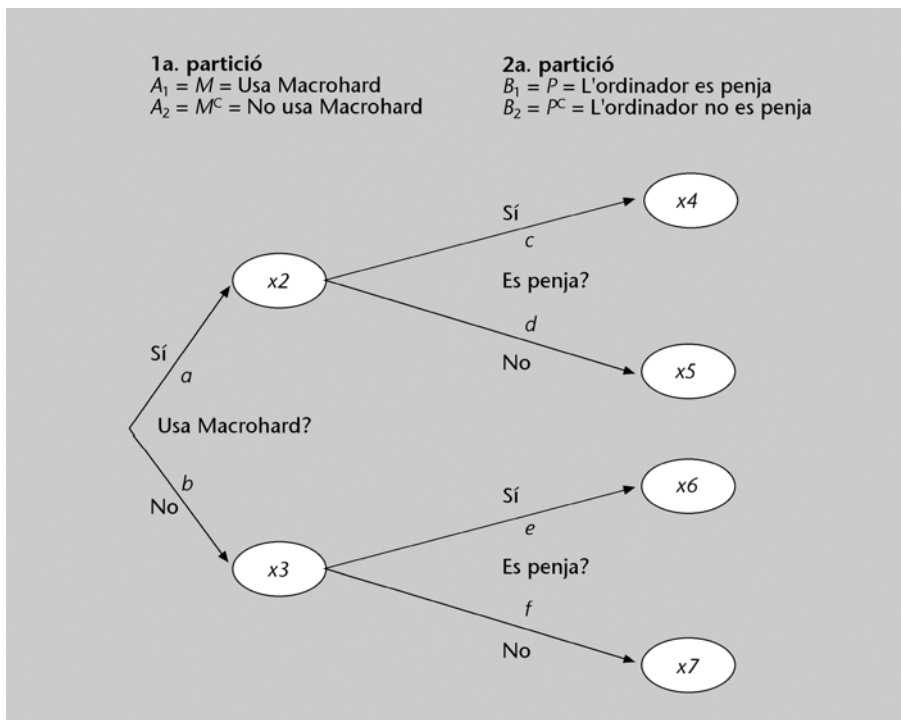 1a. partició
A₁ = M = Usa Macrohard
A₂ = Mᶜ = No usa Macrohard
2a. partició
B₁ = P = L'ordinador es penja
B₂ = Pᶜ = L'ordinador no es penja
Sí
c
x4
x2
Es penja?
d
No
x5
Sí
a
Usa Macrohard?
b
No
Sí
e
x6
x3
Es penja?
f
No
x7